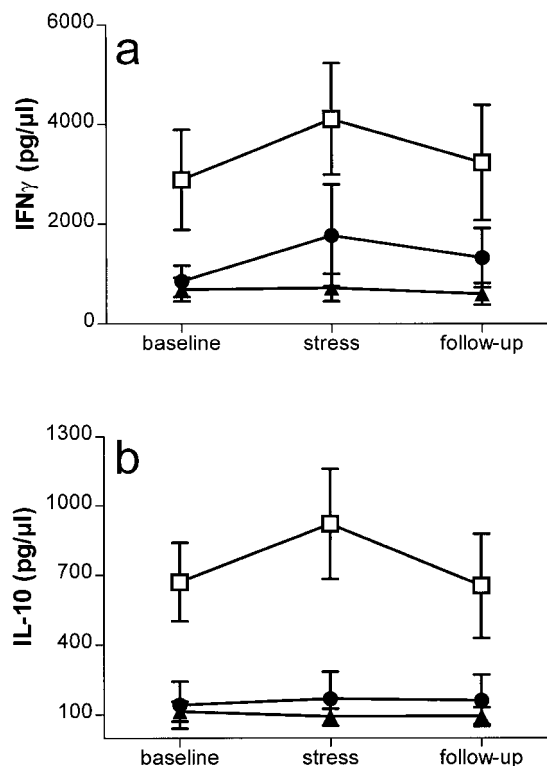 a
IFNγ (pg/µl)
6000
4000
2000
0
baseline stress follow-up
b
IL-10 (pg/µl)
1300
1000
700
400
100
baseline stress follow-up